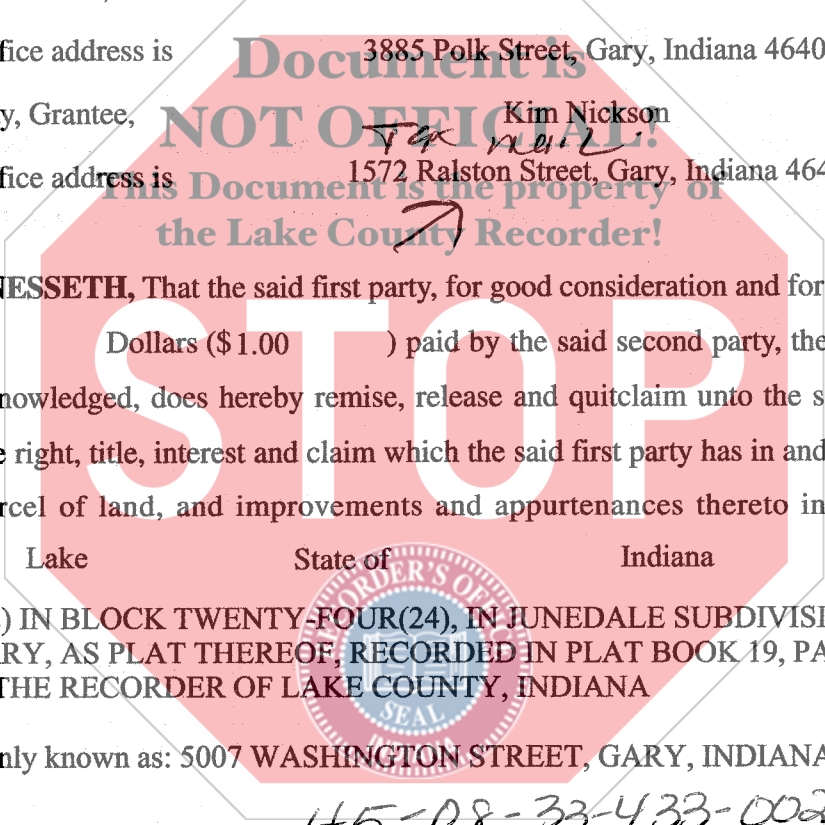 fice address is 3885 Polk Street, Gary, Indiana 4640
Document is
y, Grantee, Kim Nickson
NOT OFFICIAL!
Tax mail
fice address is 1572 Ralston Street, Gary, Indiana 464
This Document is the property of
the Lake County Recorder!
NESSETH, That the said first party, for good consideration and for
Dollars ($1.00 ) paid by the said second party, the
nowledged, does hereby remise, release and quitclaim unto the s
STOP
e right, title, interest and claim which the said first party has in and
rcel of land, and improvements and appurtenances thereto in
Lake State of Indiana
RECORDER'S OFFICE
) IN BLOCK TWENTY-FOUR(24), IN JUNEDALE SUBDIVISI
RY, AS PLAT THEREOF, RECORDED IN PLAT BOOK 19, PA
THE RECORDER OF LAKE COUNTY, INDIANA
SEAL
INDIANA
nly known as: 5007 WASHINGTON STREET, GARY, INDIANA
45-08-33-433-002